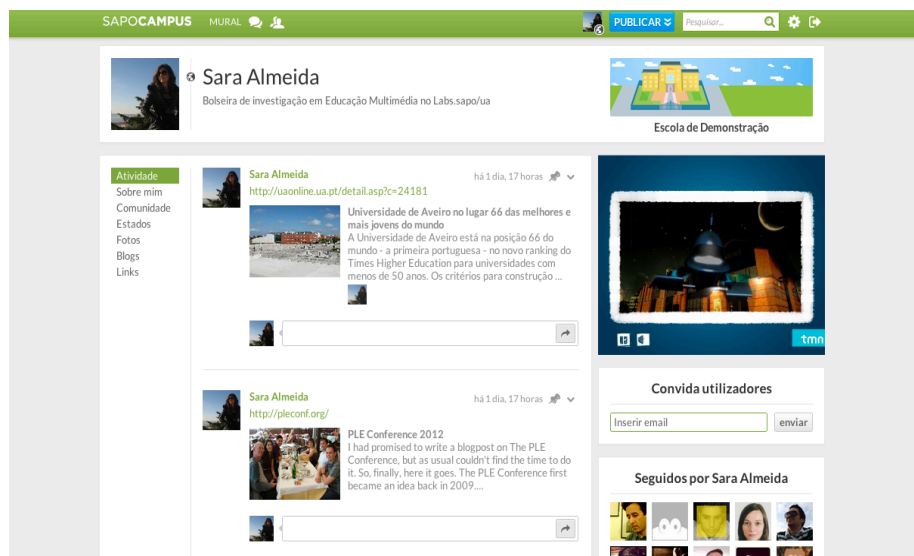 SAPOCAMPUS MURAL
PUBLICAR
Pesquisar...
Sara Almeida
Bolseira de investigação em Educação Multimédia no Labs.sapo/ua
Escola de Demonstração
Atividade
Sobre mim
Comunidade
Estados
Fotos
Blogs
Links
Sara Almeida
há 1 dia, 17 horas
http://uaonline.ua.pt/detail.asp?c=24181
Universidade de Aveiro no lugar 66 das melhores e
mais jovens do mundo
A Universidade de Aveiro está na posição 66 do
mundo - a primeira portuguesa - no novo ranking do
Times Higher Education para universidades com
menos de 50 anos. Os critérios para construção ...
Sara Almeida
há 1 dia, 17 horas
http://pleconf.org/
PLE Conference 2012
I had promised to write a blogpost on The PLE
Conference, but as usual couldn't find the time to do
it. So, finally, here it goes. The PLE Conference first
became an idea back in 2009....
tmn
Convida utilizadores
Inserir email
enviar
Seguidos por Sara Almeida